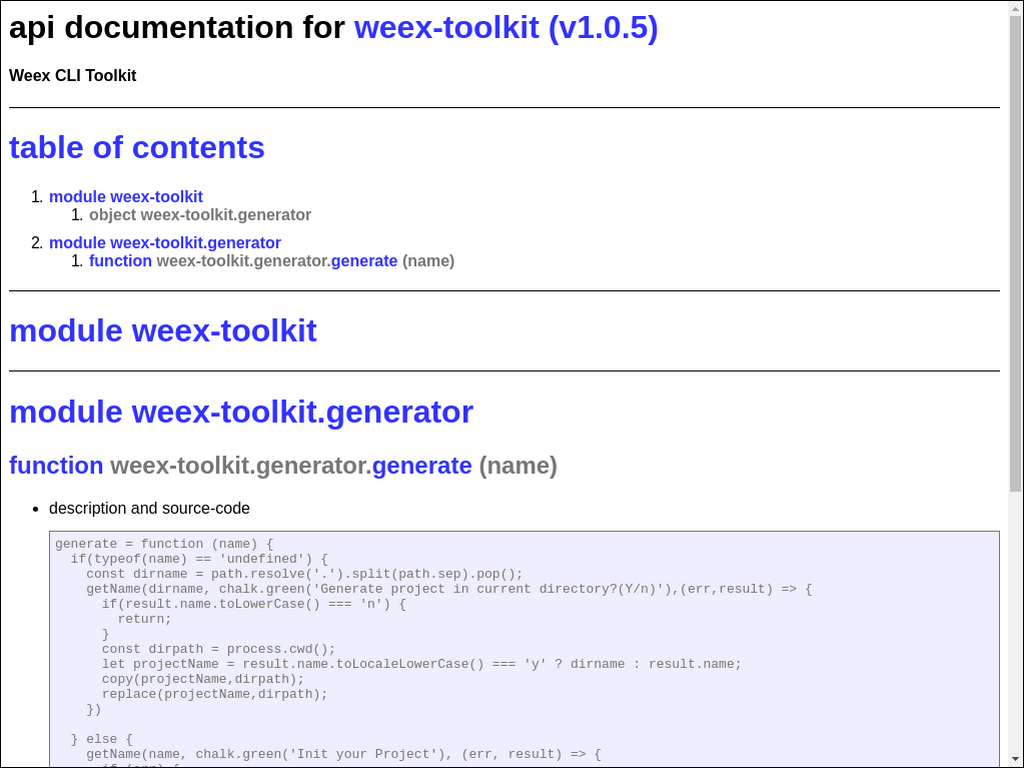 api documentation for weex-toolkit (v1.0.5)
Weex CLI Toolkit
table of contents
1. module weex-toolkit
1. object weex-toolkit.generator
2. module weex-toolkit.generator
1. function weex-toolkit.generator.generate (name)
module weex-toolkit
module weex-toolkit.generator
function weex-toolkit.generator.generate (name)
• description and source-code
generate = function (name) {
  if(typeof(name) == 'undefined') {
    const dirname = path.resolve('.').split(path.sep).pop();
    getName(dirname, chalk.green('Generate project in current directory?(Y/n)'),(err,result) => {
      if(result.name.toLowerCase() === 'n') {
        return;
      }
      const dirpath = process.cwd();
      let projectName = result.name.toLocaleLowerCase() === 'y' ? dirname : result.name;
      copy(projectName,dirpath);
      replace(projectName,dirpath);
    })
  } else {
    getName(name, chalk.green('Init your Project'), (err, result) => {
      if (err) {